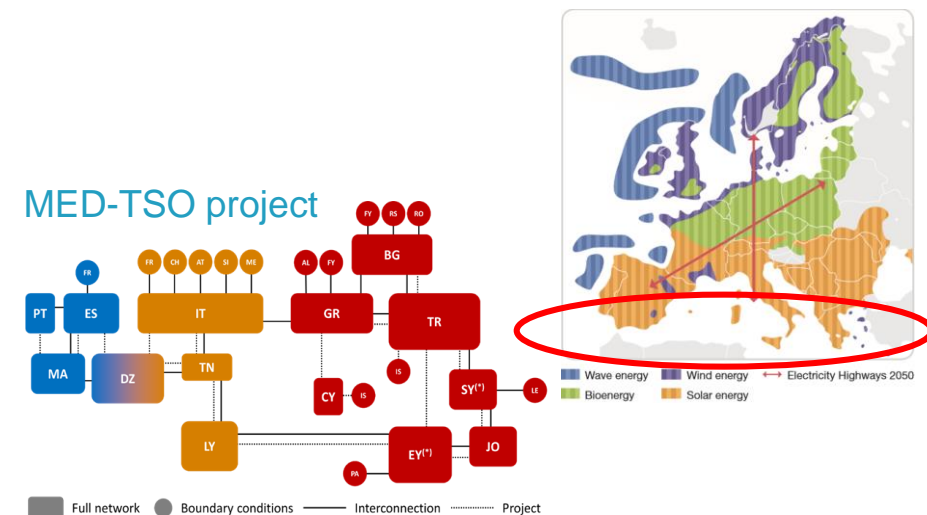 MED-TSO project
FY RS RO
BG
FR CH AT SI ME
AL FY
FR
PT ES IT GR TR
MA DZ TN
IS
CY IS
SY(*) LE
LY
EY(*) JO
PA
Full network Boundary conditions Interconnection Project
Wave energy Wind energy Electricity Highways 2050
Bioenergy Solar energy